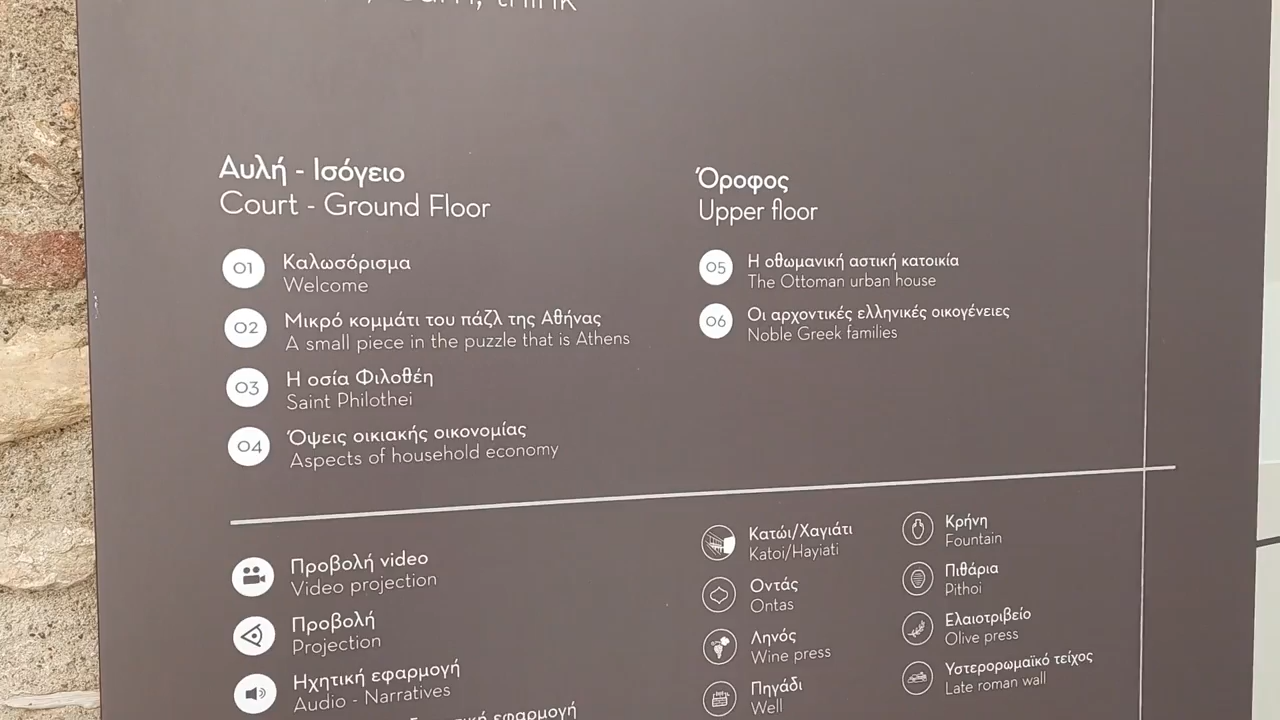 think
Αυλή - Ισόγειο
Court - Ground Floor
01
Καλωσόρισμα
Welcome
02
Μικρό κομμάτι του πάζλ της Αθήνας
A small piece in the puzzle that is Athens
03
Η οσία Φιλοθέη
Saint Philothei
04
Όψεις οικιακής οικονομίας
Aspects of household economy
Όροφος
Upper floor
05
Η οθωμανική αστική κατοικία
The Ottoman urban house
06
Οι αρχοντικές ελληνικές οικογένειες
Noble Greek families
Προβολή video
Video projection
Προβολή
Projection
Ηχητική εφαρμογή
Audio - Narratives
εφαρμογή
Κατώι/Χαγιάτι
Katoi/Hayiati
Οντάς
Ontas
Ληνός
Wine press
Πηγάδι
Well
Κρήνη
Fountain
Πιθάρια
Pithoi
Ελαιοτριβείο
Olive press
Υστερορωμαϊκό τείχος
Late roman wall